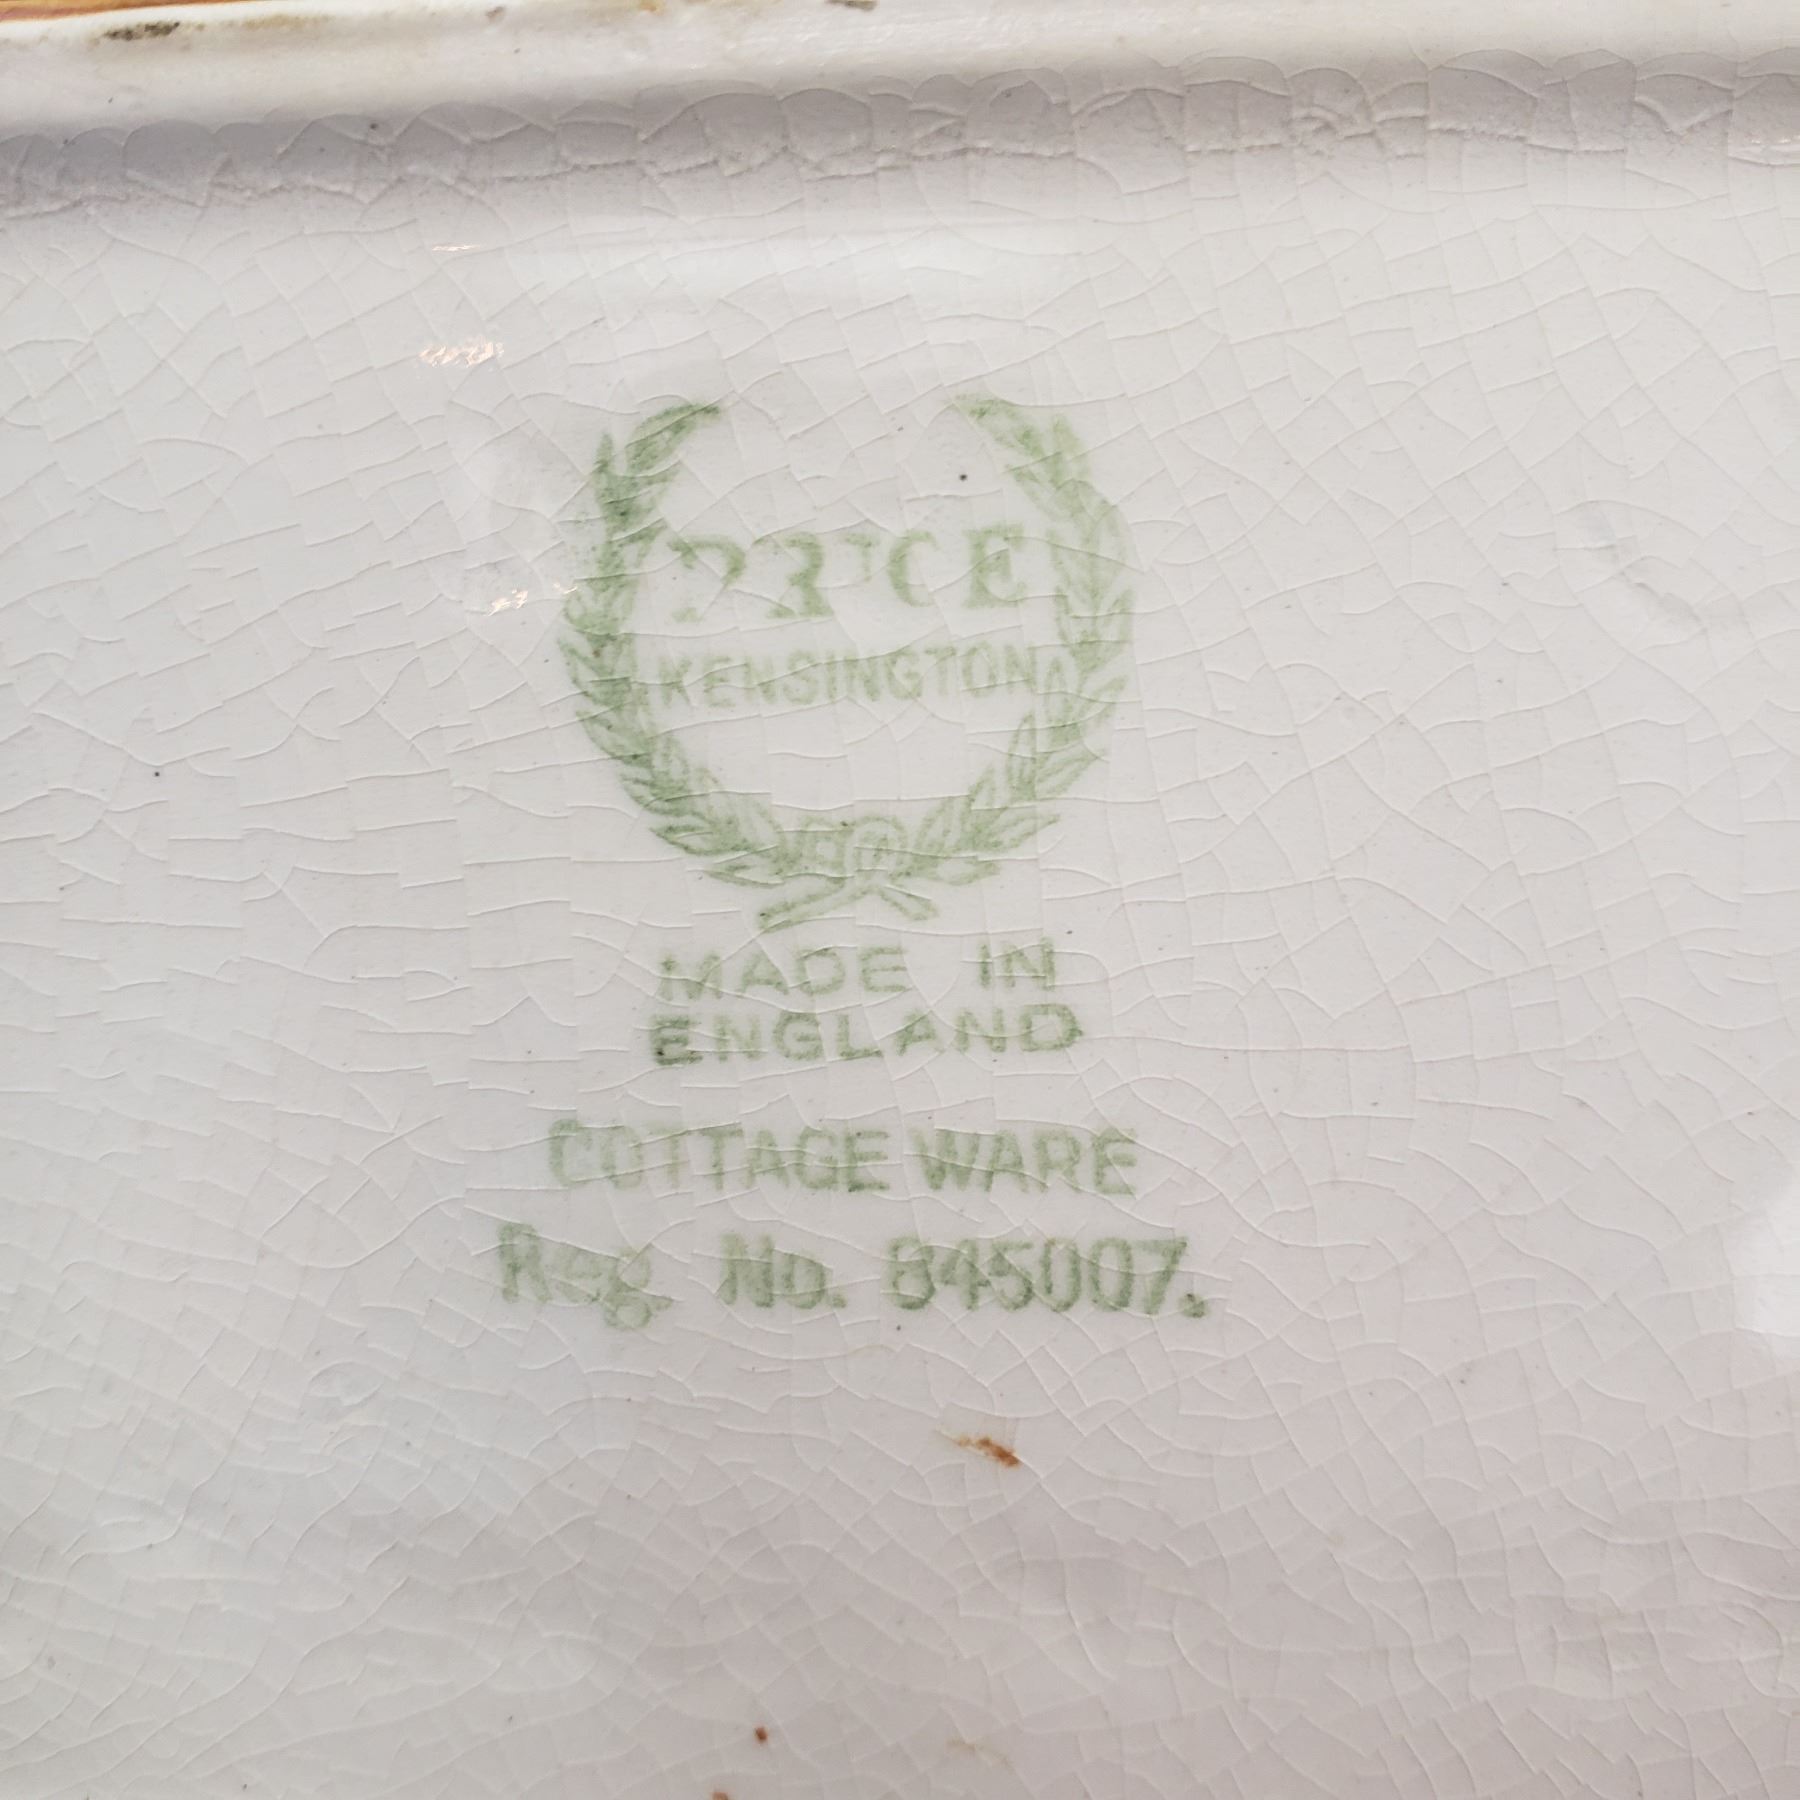 PRICE
KENSINGTON
MADE IN
ENGLAND
COTTAGE WARE
Reg. No. 845007.